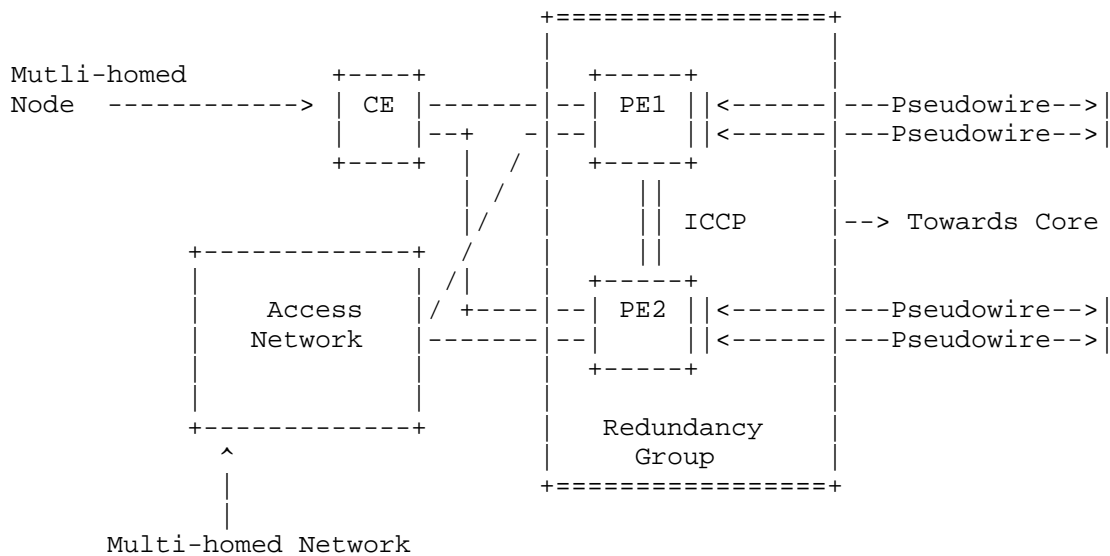 Mutli-homed
Node CE PE1 Pseudowire
Pseudowire
ICCP Towards Core
Access PE2 Pseudowire
Network Pseudowire
Redundancy
Group
Multi-homed Network